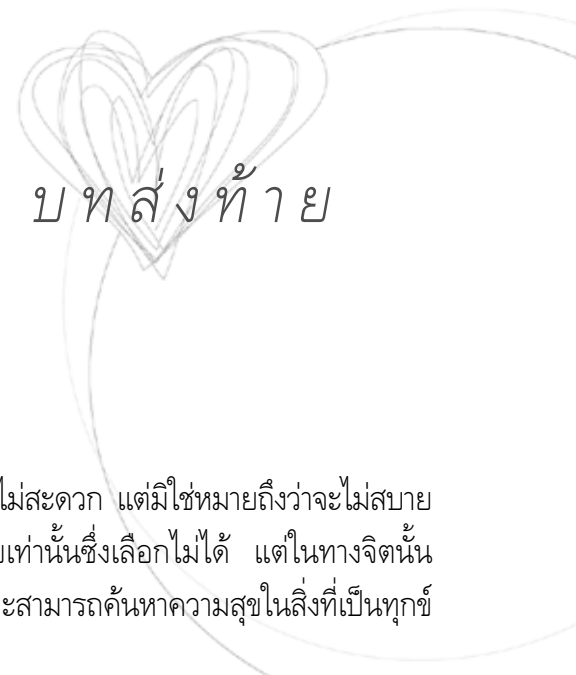 บทส่งท้าย
ไม่สะดวก แต่มิใช่หมายถึงว่าจะไม่สบาย
เท่านั้นซึ่งเลือกไม่ได้ แต่ในทางจิตนั้น
สามารถค้นหาความสุขในสิ่งที่เป็นทุกข์